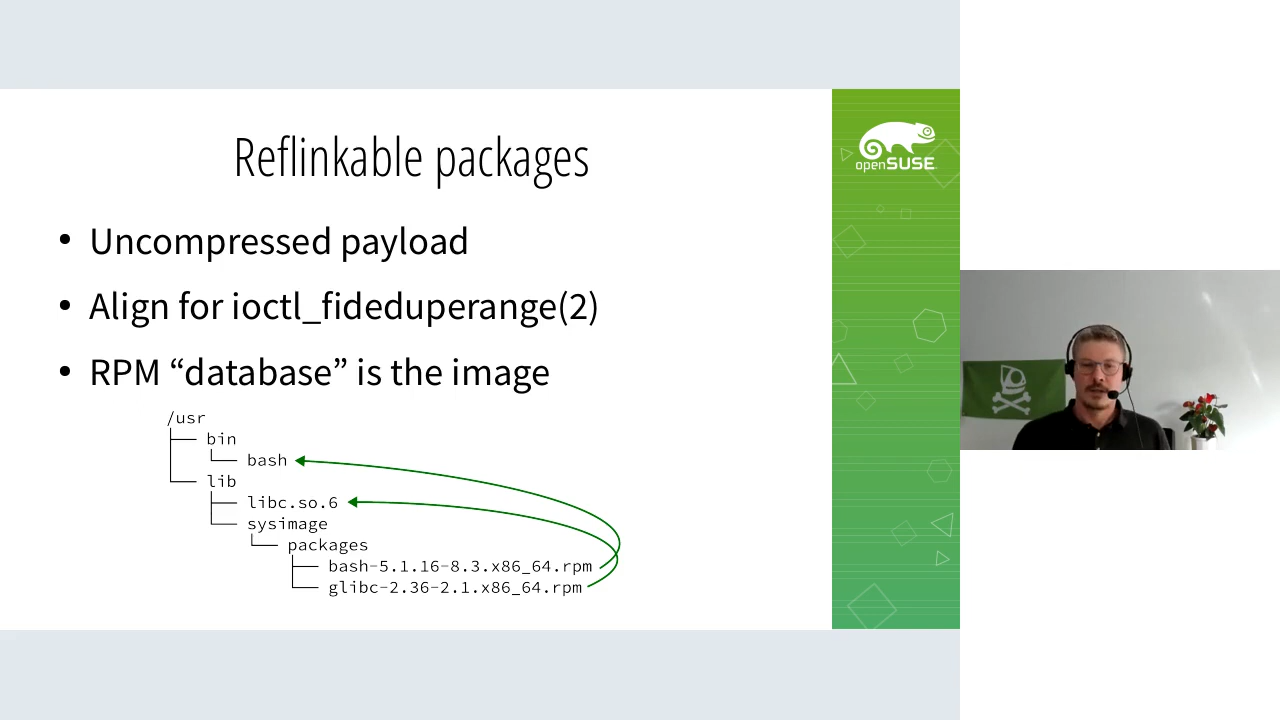 Reflinkable packages
openSUSE
• Uncompressed payload
• Align for ioctl_fideduperange(2)
• RPM “database” is the image
/usr
├── bin
│   └── bash
└── lib
    ├── libc.so.6
    └── sysimage
        └── packages
            ├── bash-5.1.16-8.3.x86_64.rpm
            └── glibc-2.36-2.1.x86_64.rpm